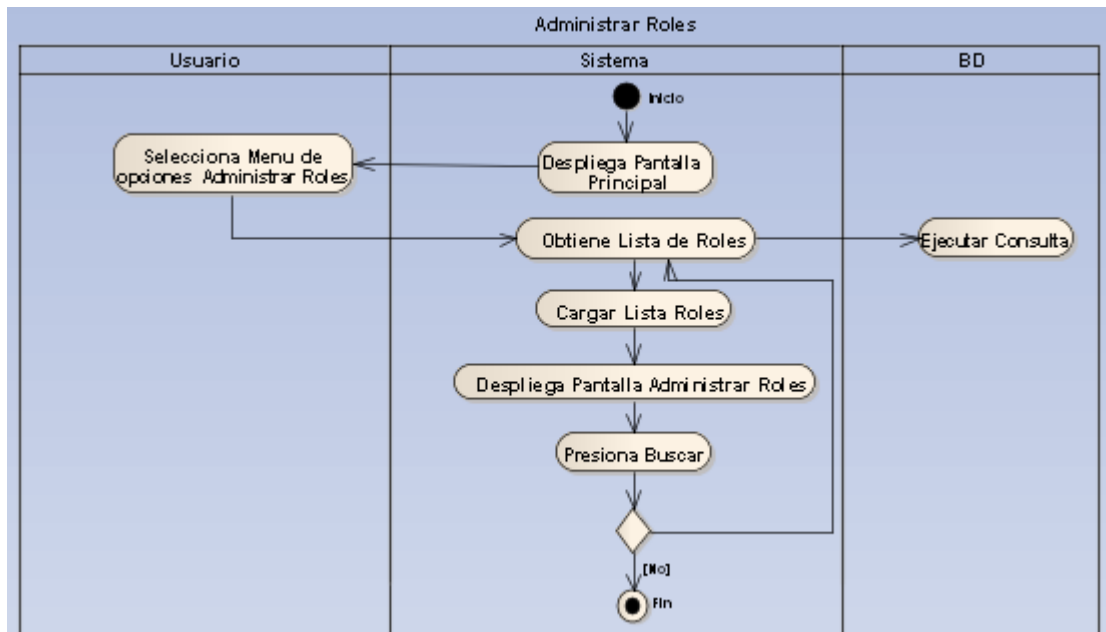 Administrar Roles
Usuario
Sistema
BD
Inicio
Despliega Pantalla
Principal
Selecciona Menu de
opciones Administrar Roles
Obtiene Lista de Roles
Ejecutar Consulta
Cargar Lista Roles
Despliega Pantalla Administrar Roles
Presiona Buscar
[No]
Fin